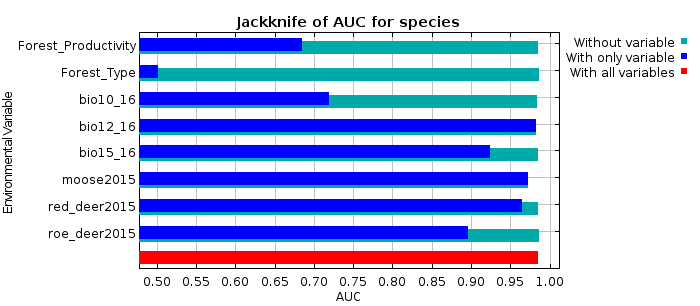 Jackknife of AUC for species
Forest_Productivity
Forest_Type
bio10_16
bio12_16
bio15_16
moose2015
red_deer2015
roe_deer2015
Environmental Variable
Without variable
With only variable
With all variables
0.50 0.55 0.60 0.65 0.70 0.75 0.80 0.85 0.90 0.95 1.00
AUC